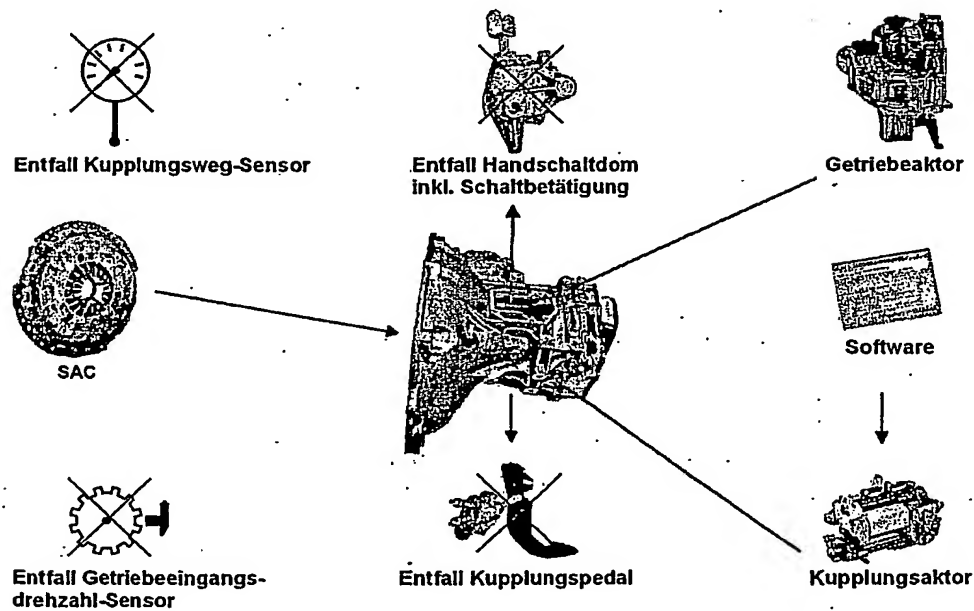 Entfall Kupplungsweg-Sensor
Entfall Handschaltdom
inkl. Schaltbetätigung
Getriebeaktor
SAC
Software
Entfall Getriebeeingangs-
drehzahl-Sensor
Entfall Kupplungspedal
Kupplungsaktor